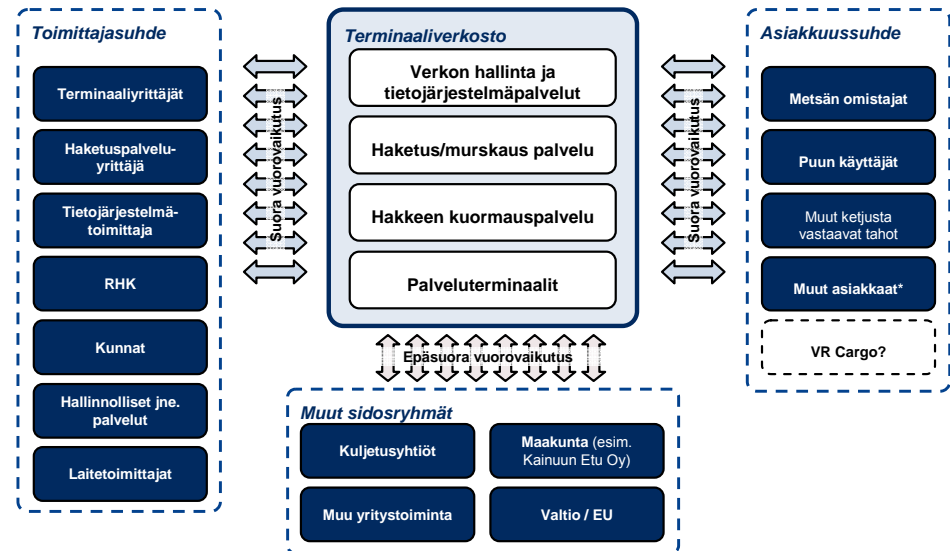 Toimittajasuhde
Terminaaliyrittäjät
Haketuspalvelu-
yrittäjä
Tietojärjestelmä-
toimittaja
RHK
Kunnat
Hallinnolliset jne.
palvelut
Laitetoimittajat
Suora vuorovaikutus
Terminaaliverkosto
Verkon hallinta ja
tietojärjestelmäpalvelut
Haketus/murskaus palvelu
Hakkeen kuormauspalvelu
Palveluterminaalit
Suora vuorovaikutus
Asiakkuussuhde
Metsän omistajat
Puun käyttäjät
Muut ketjusta
vastaavat tahot
Muut asiakkaat*
VR Cargo?
Epäsuora vuorovaikutus
Muut sidosryhmät
Kuljetusyhtiöt
Maakunta (esim.
Kainuun Etu Oy)
Muu yritystoiminta
Valtio / EU